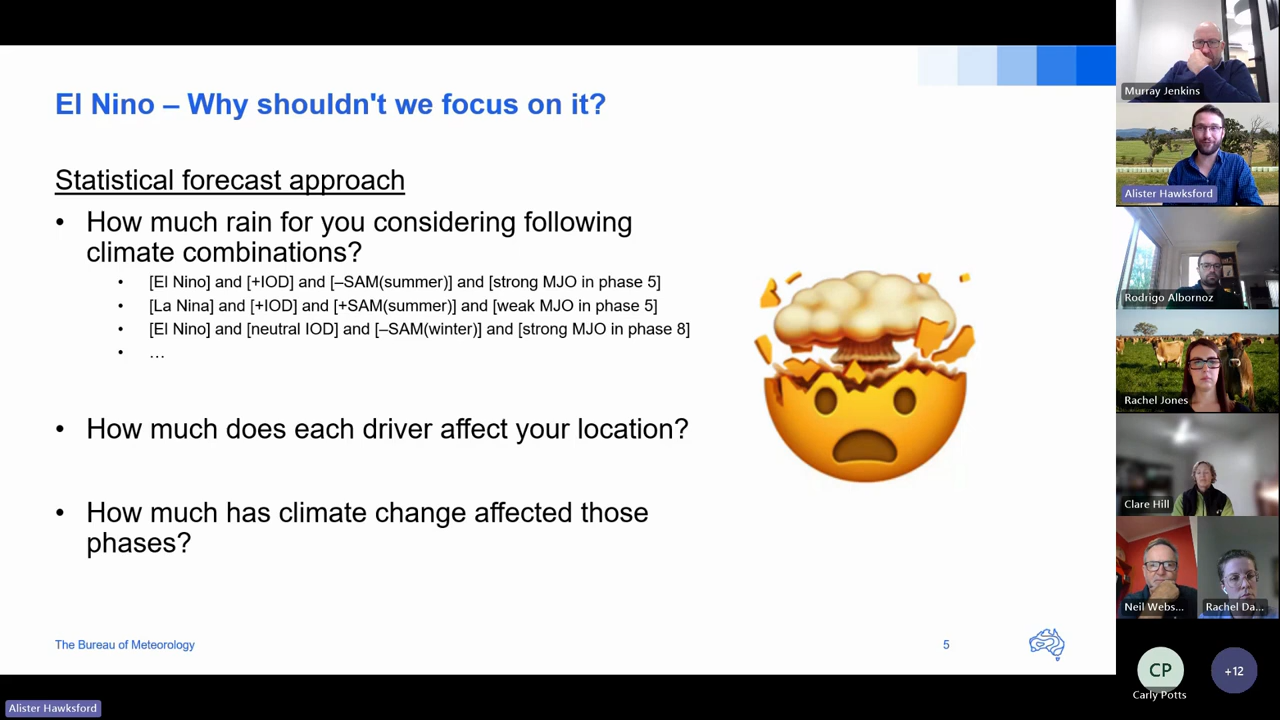 El Nino – Why shouldn't we focus on it?
Statistical forecast approach
• How much rain for you considering following
climate combinations?
• [El Nino] and [+IOD] and [–SAM(summer)] and [strong MJO in phase 5]
• [La Nina] and [+IOD] and [+SAM(summer)] and [weak MJO in phase 5]
• [El Nino] and [neutral IOD] and [–SAM(winter)] and [strong MJO in phase 8]
• …
• How much does each driver affect your location?
• How much has climate change affected those
phases?
The Bureau of Meteorology
5
Murray Jenkins
Alister Hawksford
Rodrigo Albornoz
Rachel Jones
Clare Hill
Neil Webs...
Rachel Da...
CP
Carly Potts
+12
Alister Hawksford